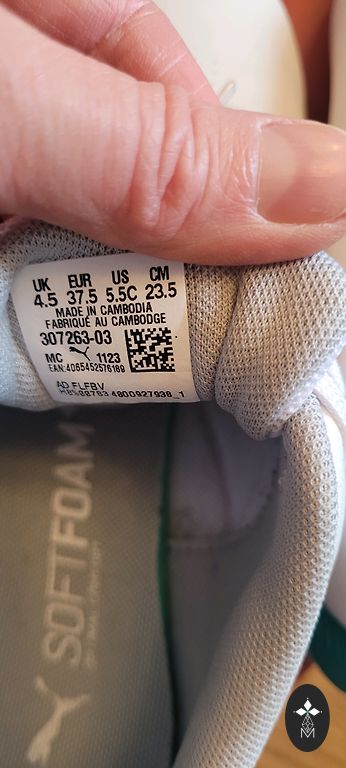 UK EUR US CM
4.5 37.5 5.5C 23.5
MADE IN CAMBODIA
FABRIQUÉ AU CAMBODGE
307263-03
MC 1123
EAN:4065452576189
AD FLFBV
4800927938_1
SOFTFOAM